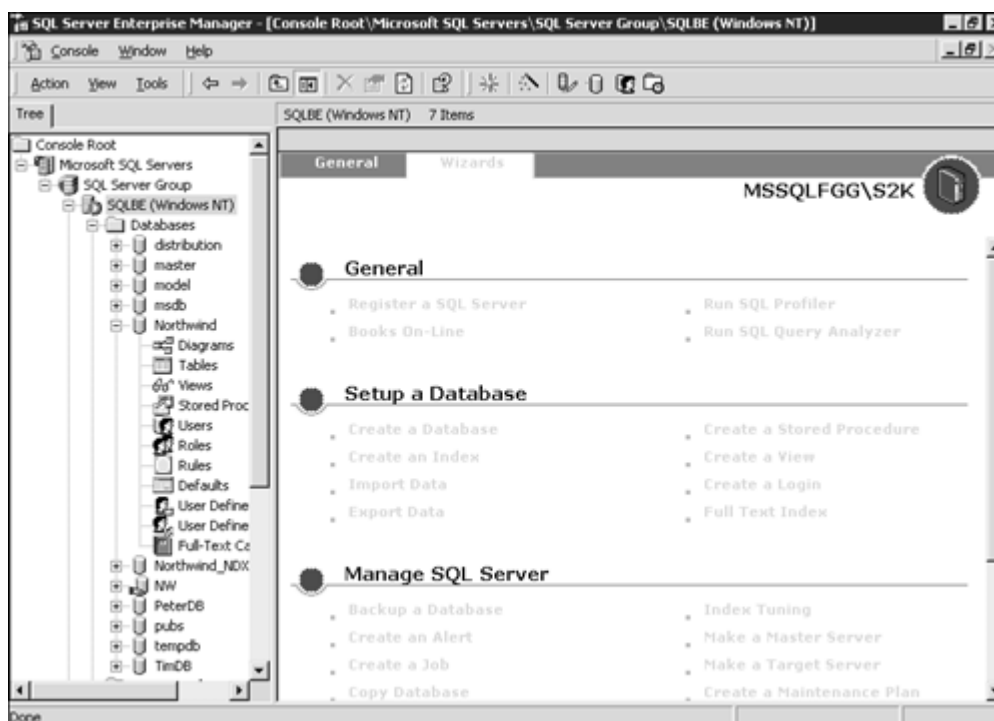 SQL Server Enterprise Manager - [Console Root\Microsoft SQL Servers\SQL Server Group\SQLBE (Windows NT)]
Console Window Help
Action View Tools
Tree
SQLBE (Windows NT) 7 Items
Console Root
Microsoft SQL Servers
SQL Server Group
SQLBE (Windows NT)
Databases
distribution
master
model
msdb
Northwind
Diagrams
Tables
Views
Stored Proc
Users
Roles
Rules
Defaults
User Define
User Define
Full-Text Ca
Northwind_NDX
NW
PeterDB
pubs
tempdb
TimDB
General Wizards
MSSQLFGG\S2K
General
Register a SQL Server Run SQL Profiler
Books On-Line Run SQL Query Analyzer
Setup a Database
Create a Database Create a Stored Procedure
Create an Index Create a View
Import Data Create a Login
Export Data Full Text Index
Manage SQL Server
Backup a Database Index Tuning
Create an Alert Make a Master Server
Create a Job Make a Target Server
Copy Database Create a Maintenance Plan
Done